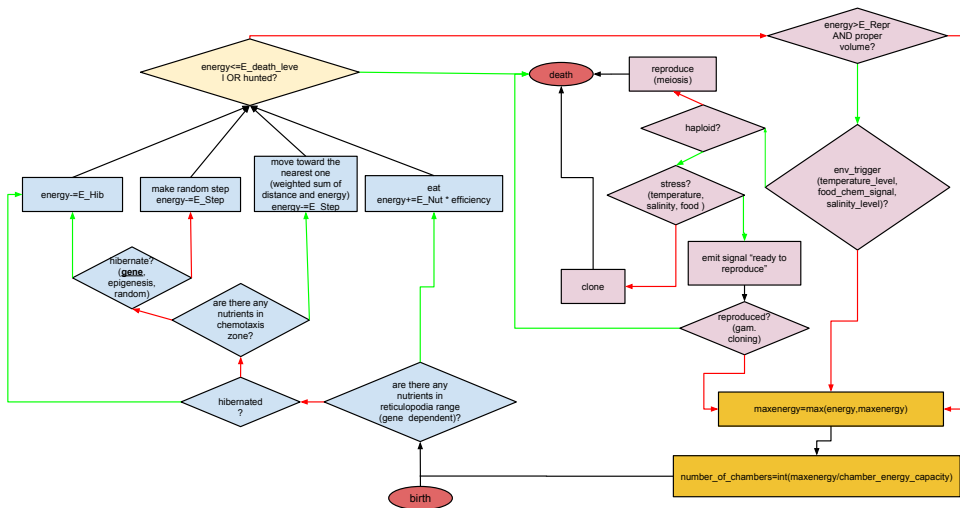 energy>E_Repr
AND proper
volume?
energy<=E_death_leve
l OR hunted?
death
reproduce
(meiosis)
haploid?
move toward the
nearest one
(weighted sum of
distance and energy)
energy-=E_Step
energy-=E_Hib
make random step
energy-=E_Step
eat
energy+=E_Nut * efficiency
stress?
(temperature,
salinity, food )
env_trigger
(temperature_level,
food_chem_signal,
salinity_level)?
hibernate?
(gene,
epigenesis,
random)
emit signal “ready to
reproduce”
clone
are there any
nutrients in
chemotaxis
zone?
reproduced?
(gam.
cloning)
hibernated
?
are there any
nutrients in
reticulopodia range
(gene dependent)?
maxenergy=max(energy,maxenergy)
number_of_chambers=int(maxenergy/chamber_energy_capacity)
birth